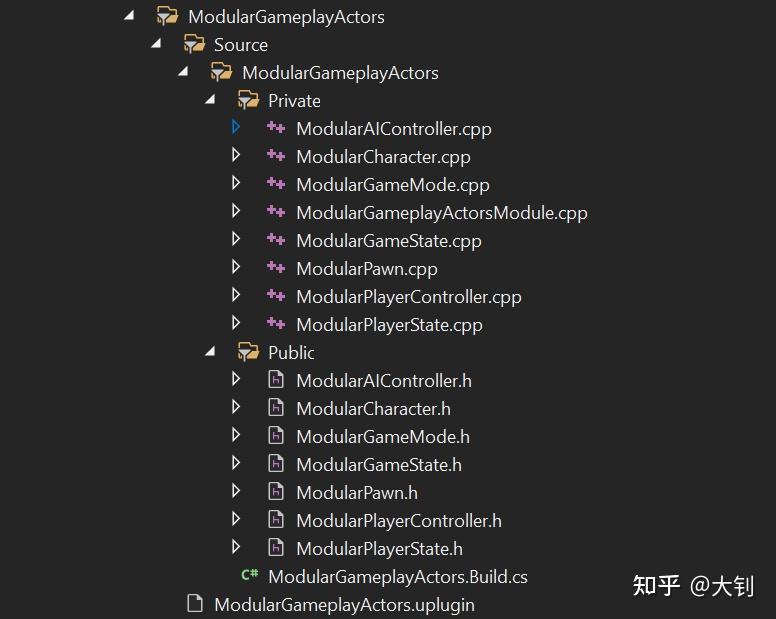 ModularGameplayActors
Source
ModularGameplayActors
Private
ModularAIController.cpp
ModularCharacter.cpp
ModularGameMode.cpp
ModularGameplayActorsModule.cpp
ModularGameState.cpp
ModularPawn.cpp
ModularPlayerController.cpp
ModularPlayerState.cpp
Public
ModularAIController.h
ModularCharacter.h
ModularGameMode.h
ModularGameState.h
ModularPawn.h
ModularPlayerController.h
ModularPlayerState.h
C# ModularGameplayActors.Build.cs
ModularGameplayActors.uplugin
知乎 @大钊